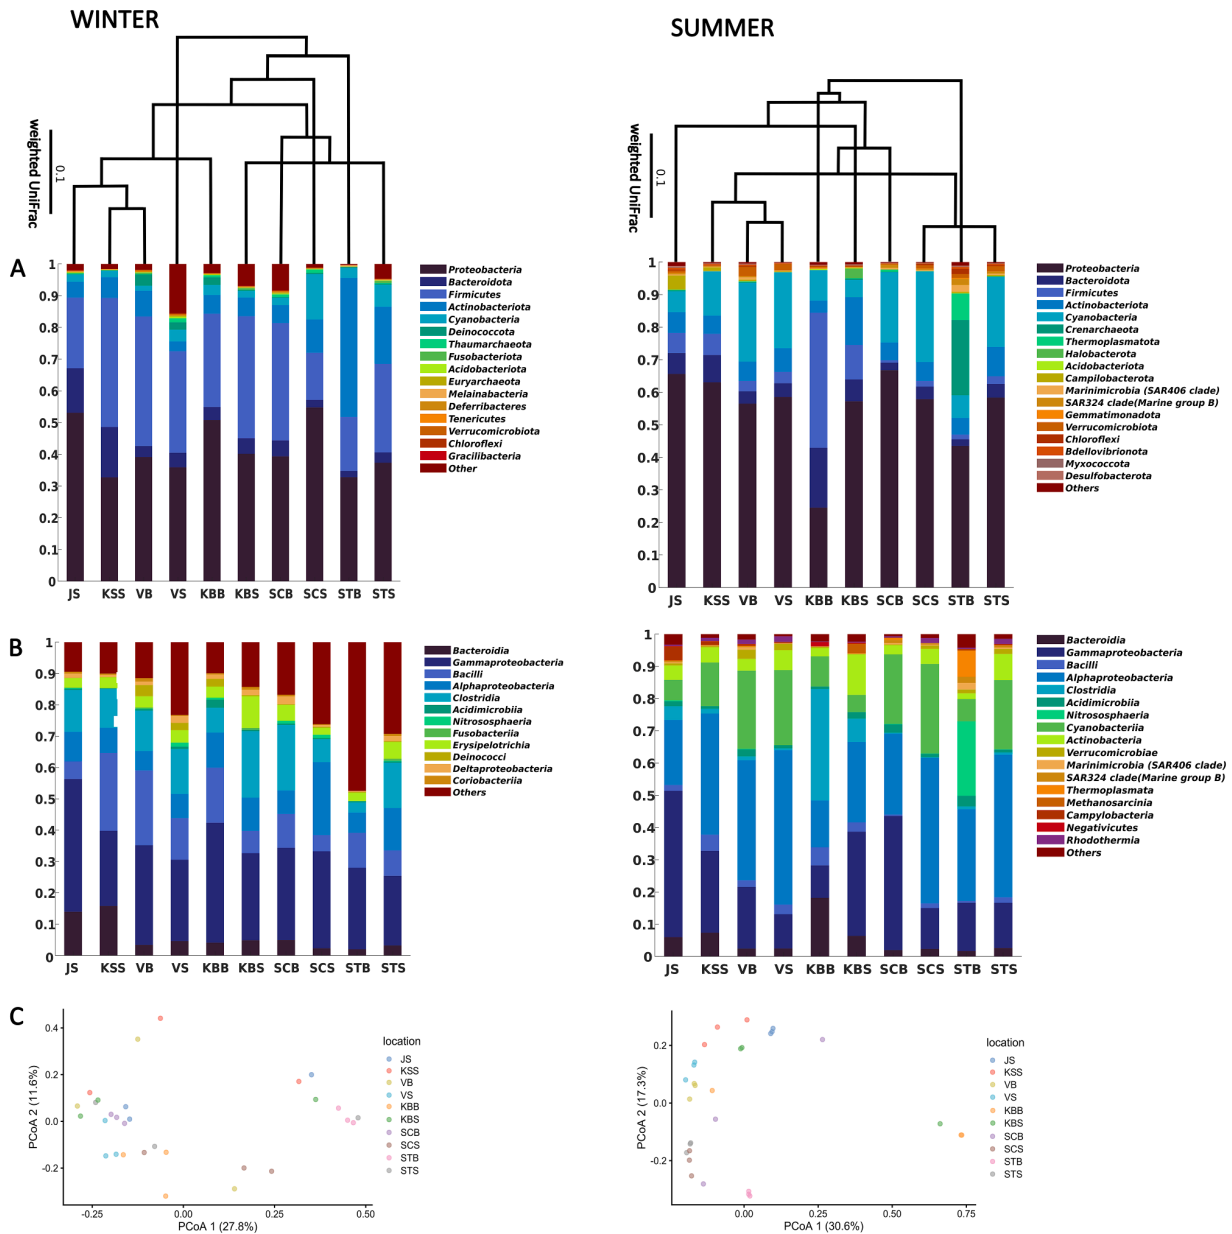 WINTER
SUMMER
weighted UniFrac
0.1
weighted UniFrac
0.1
A
1
0.9
0.8
0.7
0.6
0.5
0.4
0.3
0.2
0.1
0
JS KSS VB VS KBB KBS SCB SCS STB STS
Proteobacteria
Bacteroidota
Firmicutes
Actinobacteriota
Cyanobacteria
Deinococcota
Thaumarchaeota
Fusobacteriota
Acidobacteriota
Euryarchaeota
Melainabacteria
Deferribacteres
Tenericutes
Verrucomicrobiota
Chloroflexi
Gracilibacteria
Other
1
0.9
0.8
0.7
0.6
0.5
0.4
0.3
0.2
0.1
0
JS KSS VB VS KBB KBS SCB SCS STB STS
Proteobacteria
Bacteroidota
Firmicutes
Actinobacteriota
Cyanobacteria
Crenarchaeota
Thermoplasmatota
Halobacterota
Acidobacteriota
Campilobacterota
Marinimicrobia (SAR406 clade)
SAR324 clade(Marine group B)
Gemmatimonadota
Verrucomicrobiota
Chloroflexi
Bdellovibrionota
Myxococcota
Desulfobacterota
Others
B
1
0.9
0.8
0.7
0.6
0.5
0.4
0.3
0.2
0.1
0
JS KSS VB VS KBB KBS SCB SCS STB STS
Bacteroidia
Gammaproteobacteria
Bacilli
Alphaproteobacteria
Clostridia
Acidimicrobiia
Nitrososphaeria
Fusobacteriia
Erysipelotrichia
Deinococci
Deltaproteobacteria
Coriobacteriia
Others
1
0.9
0.8
0.7
0.6
0.5
0.4
0.3
0.2
0.1
0
JS KSS VB VS KBB KBS SCB SCS STB STS
Bacteroidia
Gammaproteobacteria
Bacilli
Alphaproteobacteria
Clostridia
Acidimicrobiia
Nitrososphaeria
Cyanobacteriia
Actinobacteria
Verrucomicrobiae
Marinimicrobia (SAR406 clade)
SAR324 clade(Marine group B)
Thermoplasmata
Methanosarcinia
Campylobacteria
Negativicutes
Rhodothermia
Others
C
PCoA 2 (11.6%)
0.4
0.2
0.0
-0.2
-0.25 0.00 0.25 0.50
PCoA 1 (27.8%)
location
JS
KSS
VB
VS
KBB
KBS
SCB
SCS
STB
STS
PCoA 2 (17.3%)
0.2
0.0
-0.2
0.00 0.25 0.50 0.75
PCoA 1 (30.6%)
location
JS
KSS
VB
VS
KBB
KBS
SCB
SCS
STB
STS